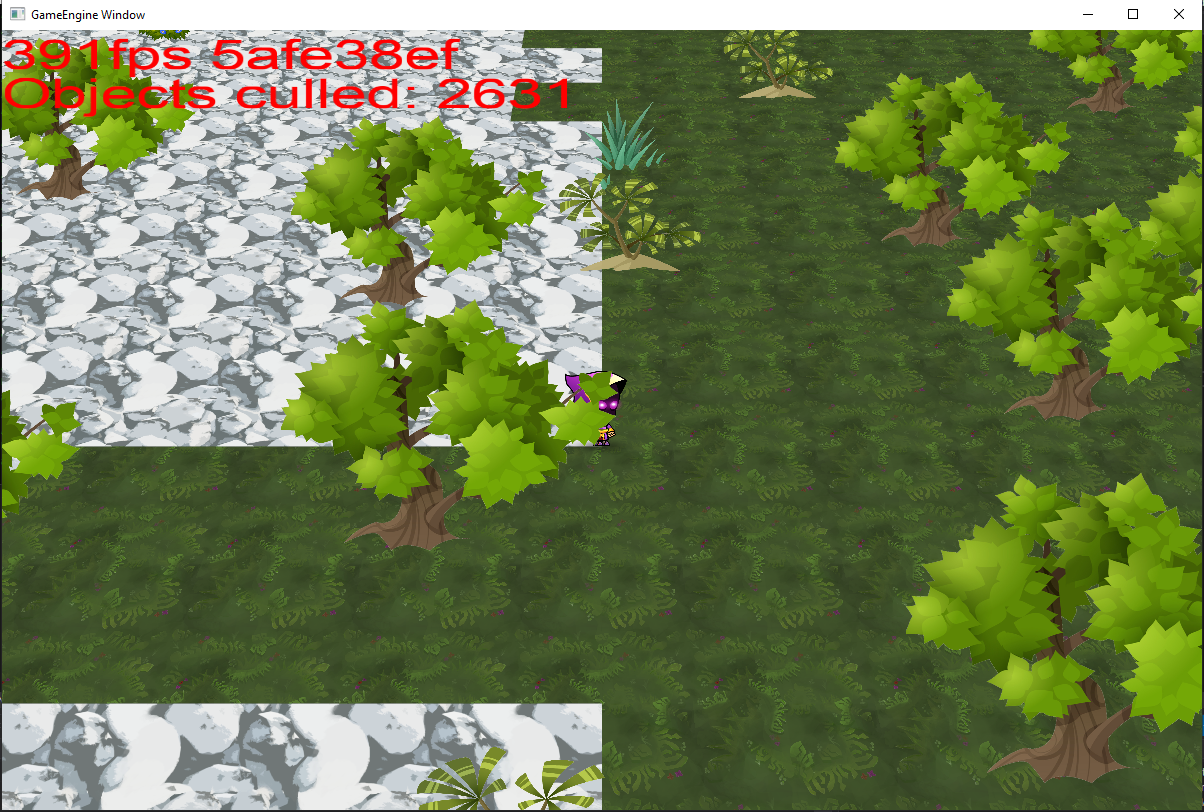 GameEngine Window
391fps 5afe38ef
Objects culled: 2631